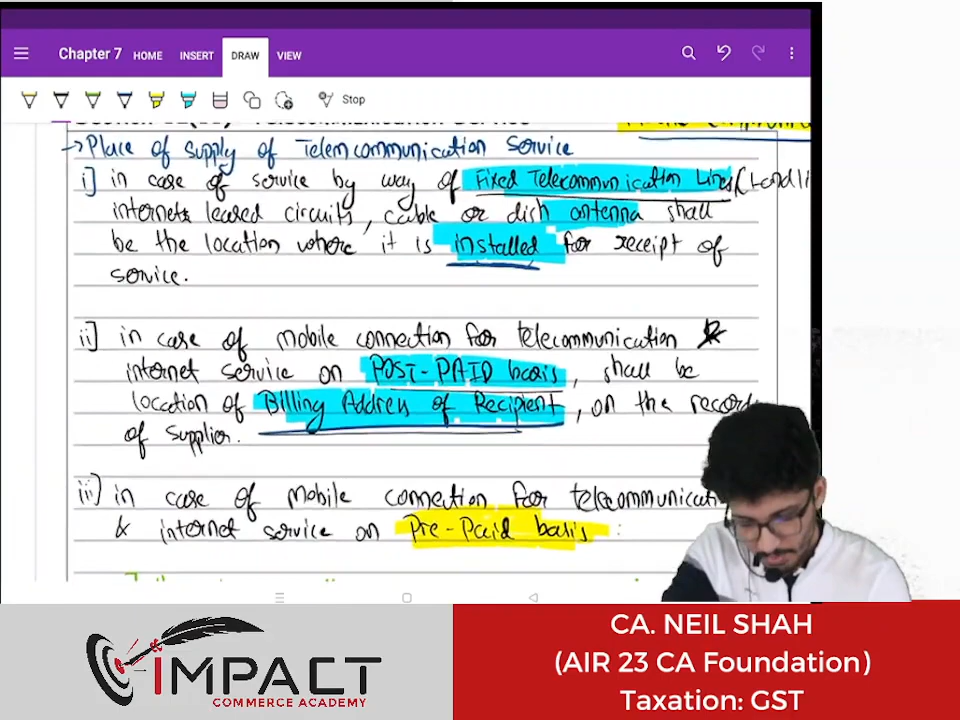 Chapter 7 HOME INSERT DRAW VIEW
Stop
→ Place of supply of Telemcommunication Service
i] in case of service by way of Fixed Telecommunication Lines (Landli
internets leased circuits, cable or dish antenna shall
be the location where it is installed for receipt of
service.
ii] in case of mobile connection for telecommunication &
internet service on POST-PAID basis, shall be
location of Billing Address of Recipient, on the record
of supplier.
iii] in case of mobile connection for telecommunicati
& internet service on Pre-Paid basis :
IMPACT
COMMERCE ACADEMY
CA. NEIL SHAH
(AIR 23 CA Foundation)
Taxation: GST